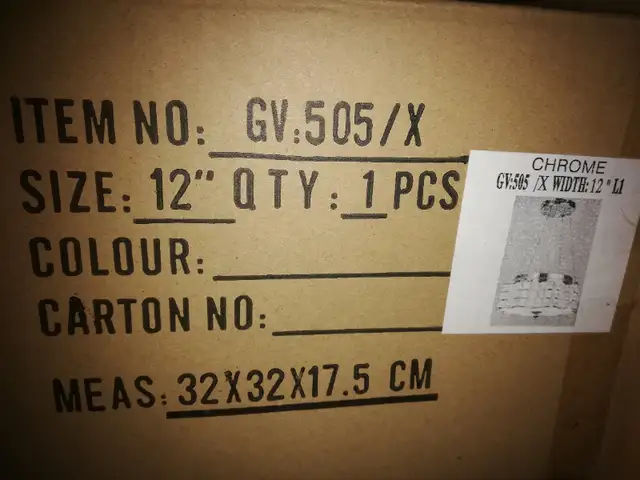 ITEM NO: GV:505/X
SIZE: 12" QTY: 1 PCS
COLOUR:
CARTON NO:
MEAS: 32X32X17.5 CM
CHROME
GV:505 /X WIDTH:12 " L1